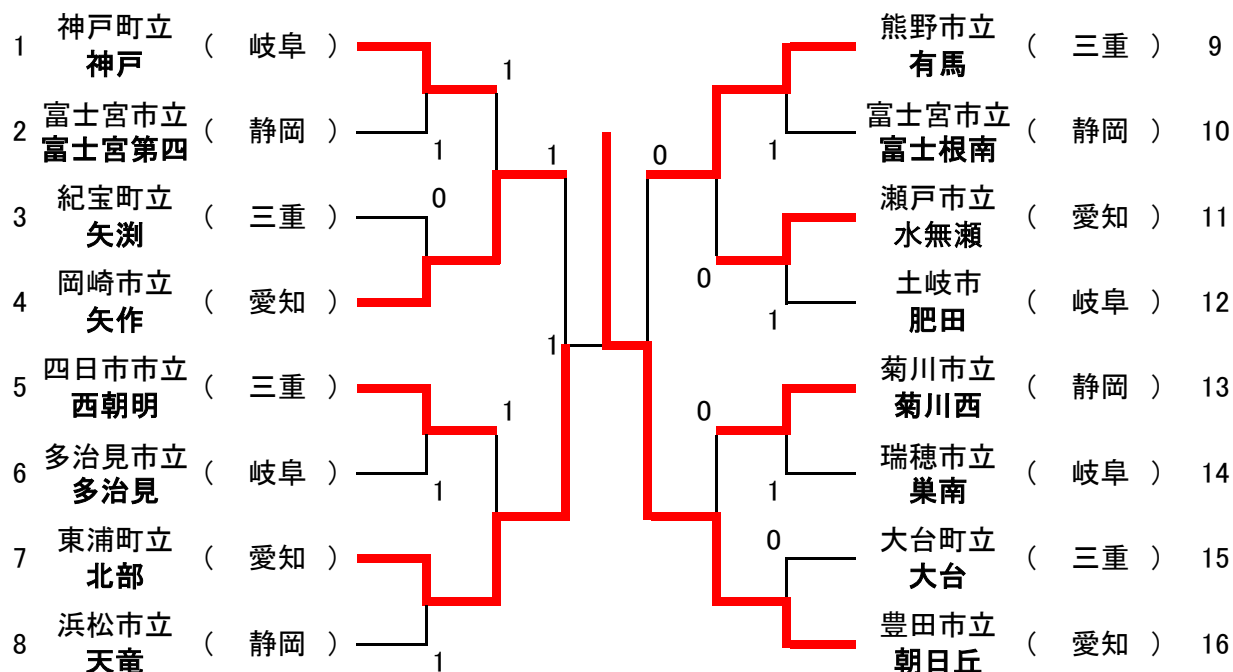 1 神戸町立 神戸 ( 岐阜 )
1
2 富士宮市立 富士宮第四 ( 静岡 )
1
1
0
3 紀宝町立 矢渕 ( 三重 )
4 岡崎市立 矢作 ( 愛知 )
1
5 四日市市立 西朝明 ( 三重 )
1
6 多治見市立 多治見 ( 岐阜 )
1
7 東浦町立 北部 ( 愛知 )
8 浜松市立 天竜 ( 静岡 )
1
熊野市立 有馬 ( 三重 ) 9
0
富士宮市立 富士根南 ( 静岡 ) 10
1
瀬戸市立 水無瀬 ( 愛知 ) 11
0
土岐市 肥田 ( 岐阜 ) 12
1
菊川市立 菊川西 ( 静岡 ) 13
0
瑞穂市立 巣南 ( 岐阜 ) 14
1
0
大台町立 大台 ( 三重 ) 15
豊田市立 朝日丘 ( 愛知 ) 16